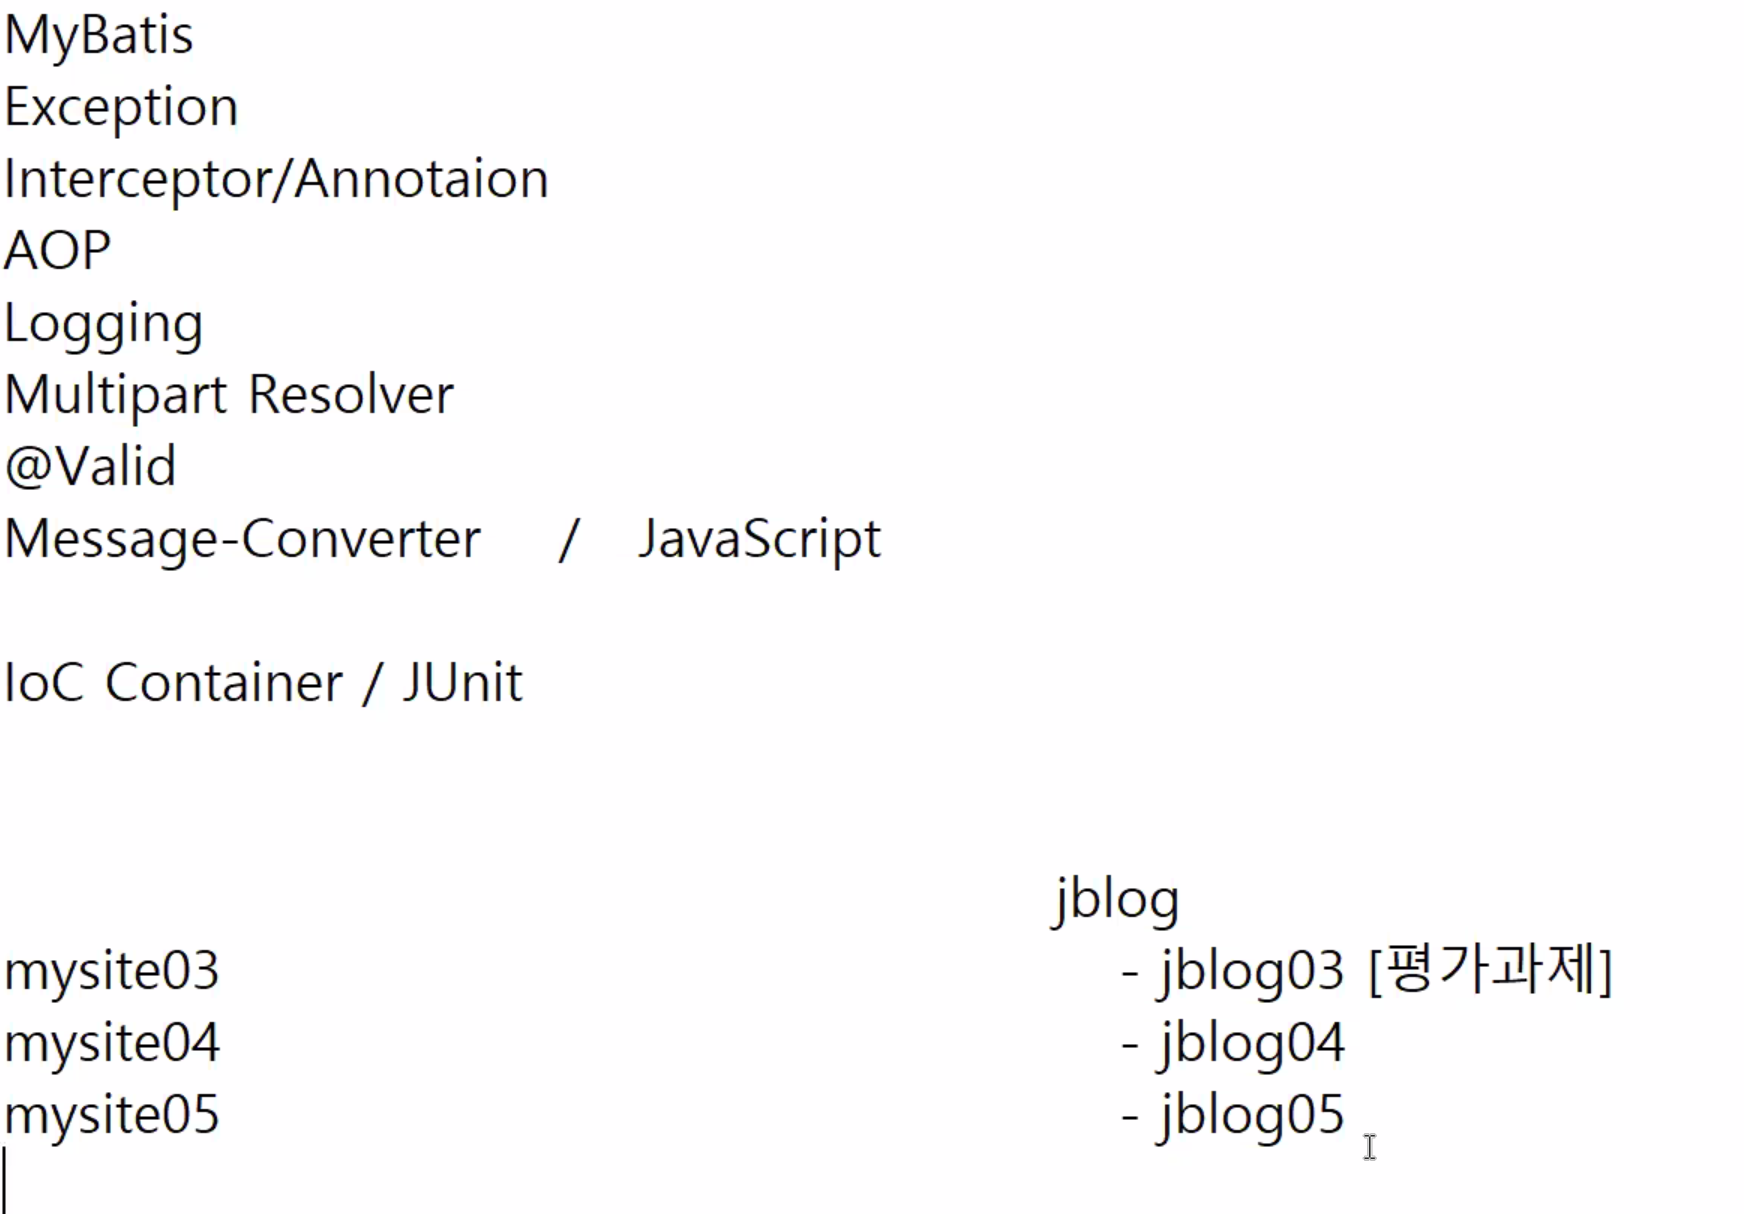 MyBatis
Exception
Interceptor/Annotaion
AOP
Logging
Multipart Resolver
@Valid
Message-Converter / JavaScript
IoC Container / JUnit
jblog
mysite03 - jblog03 [평가과제]
mysite04 - jblog04
mysite05 - jblog05